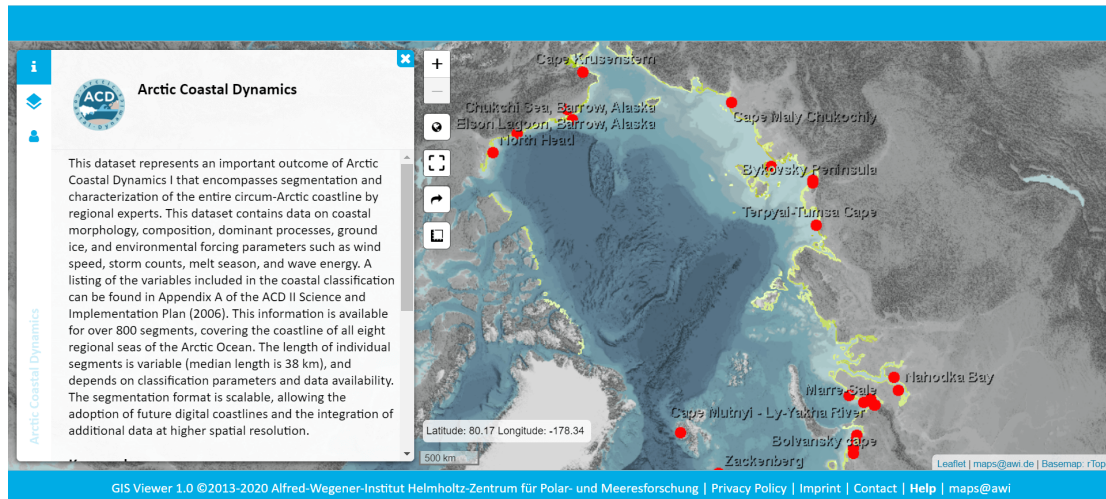 i
ACD
Arctic Coastal Dynamics
This dataset represents an important outcome of Arctic
Coastal Dynamics I that encompasses segmentation and
characterization of the entire circum-Arctic coastline by
regional experts. This dataset contains data on coastal
morphology, composition, dominant processes, ground
ice, and environmental forcing parameters such as wind
speed, storm counts, melt season, and wave energy. A
listing of the variables included in the coastal classification
can be found in Appendix A of the ACD II Science and
Implementation Plan (2006). This information is available
for over 800 segments, covering the coastline of all eight
regional seas of the Arctic Ocean. The length of individual
segments is variable (median length is 38 km), and
depends on classification parameters and data availability.
The segmentation format is scalable, allowing the
adoption of future digital coastlines and the integration of
additional data at higher spatial resolution.
Arctic Coastal Dynamics
Cape Krusenstern
Chukchi Sea, Barrow, Alaska
Elson Lagoon, Barrow, Alaska
North Head
Cape Maly Chukochiy
Bykovsky Peninsula
Terpyai-Tumsa Cape
Nahodka Bay
Marre Sale
Cape Mutnyi - Ly-Yakha River
Bolvansky cape
Zackenberg
Latitude: 80.17 Longitude: -178.34
500 km
Leaflet | maps@awi.de | Basemap: rTop
GIS Viewer 1.0 ©2013-2020 Alfred-Wegener-Institut Helmholtz-Zentrum für Polar- und Meeresforschung | Privacy Policy | Imprint | Contact | Help | maps@awi